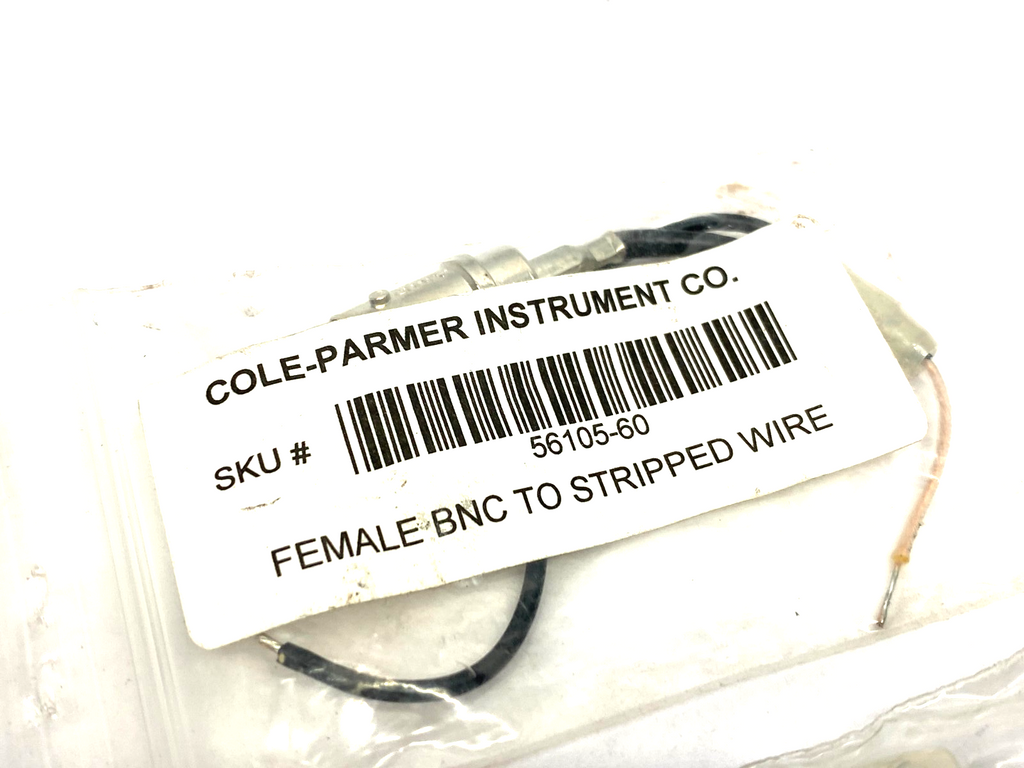 COLE-PARMER INSTRUMENT CO.
SKU #
56105-60
FEMALE BNC TO STRIPPED WIRE